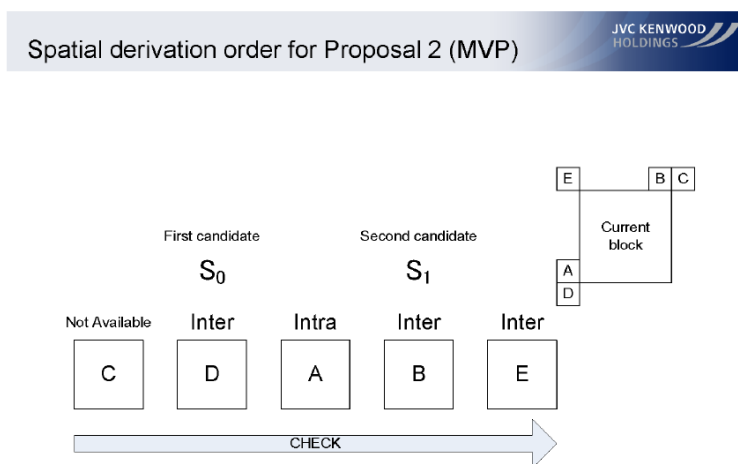 Spatial derivation order for Proposal 2 (MVP)
JVC KENWOOD
HOLDINGS
E B C
Current
block
A
D
First candidate Second candidate
S0 S1
Not Available Inter Intra Inter Inter
C D A B E
CHECK